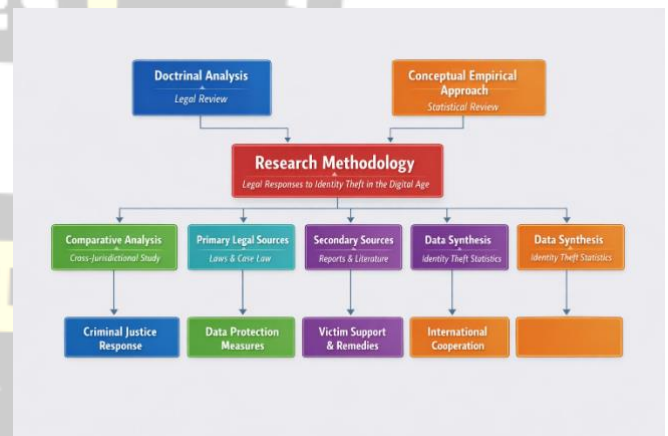 Doctrinal Analysis
Legal Review
Conceptual Empirical
Approach
Statistical Review
Research Methodology
Legal Responses to Identity Theft in the Digital Age
Comparative Analysis
Cross-Jurisdictional Study
Primary Legal Sources
Laws & Case Law
Secondary Sources
Reports & Literature
Data Synthesis
Identity Theft Statistics
Data Synthesis
Identity Theft Statistics
Criminal Justice
Response
Data Protection
Measures
Victim Support
& Remedies
International
Cooperation